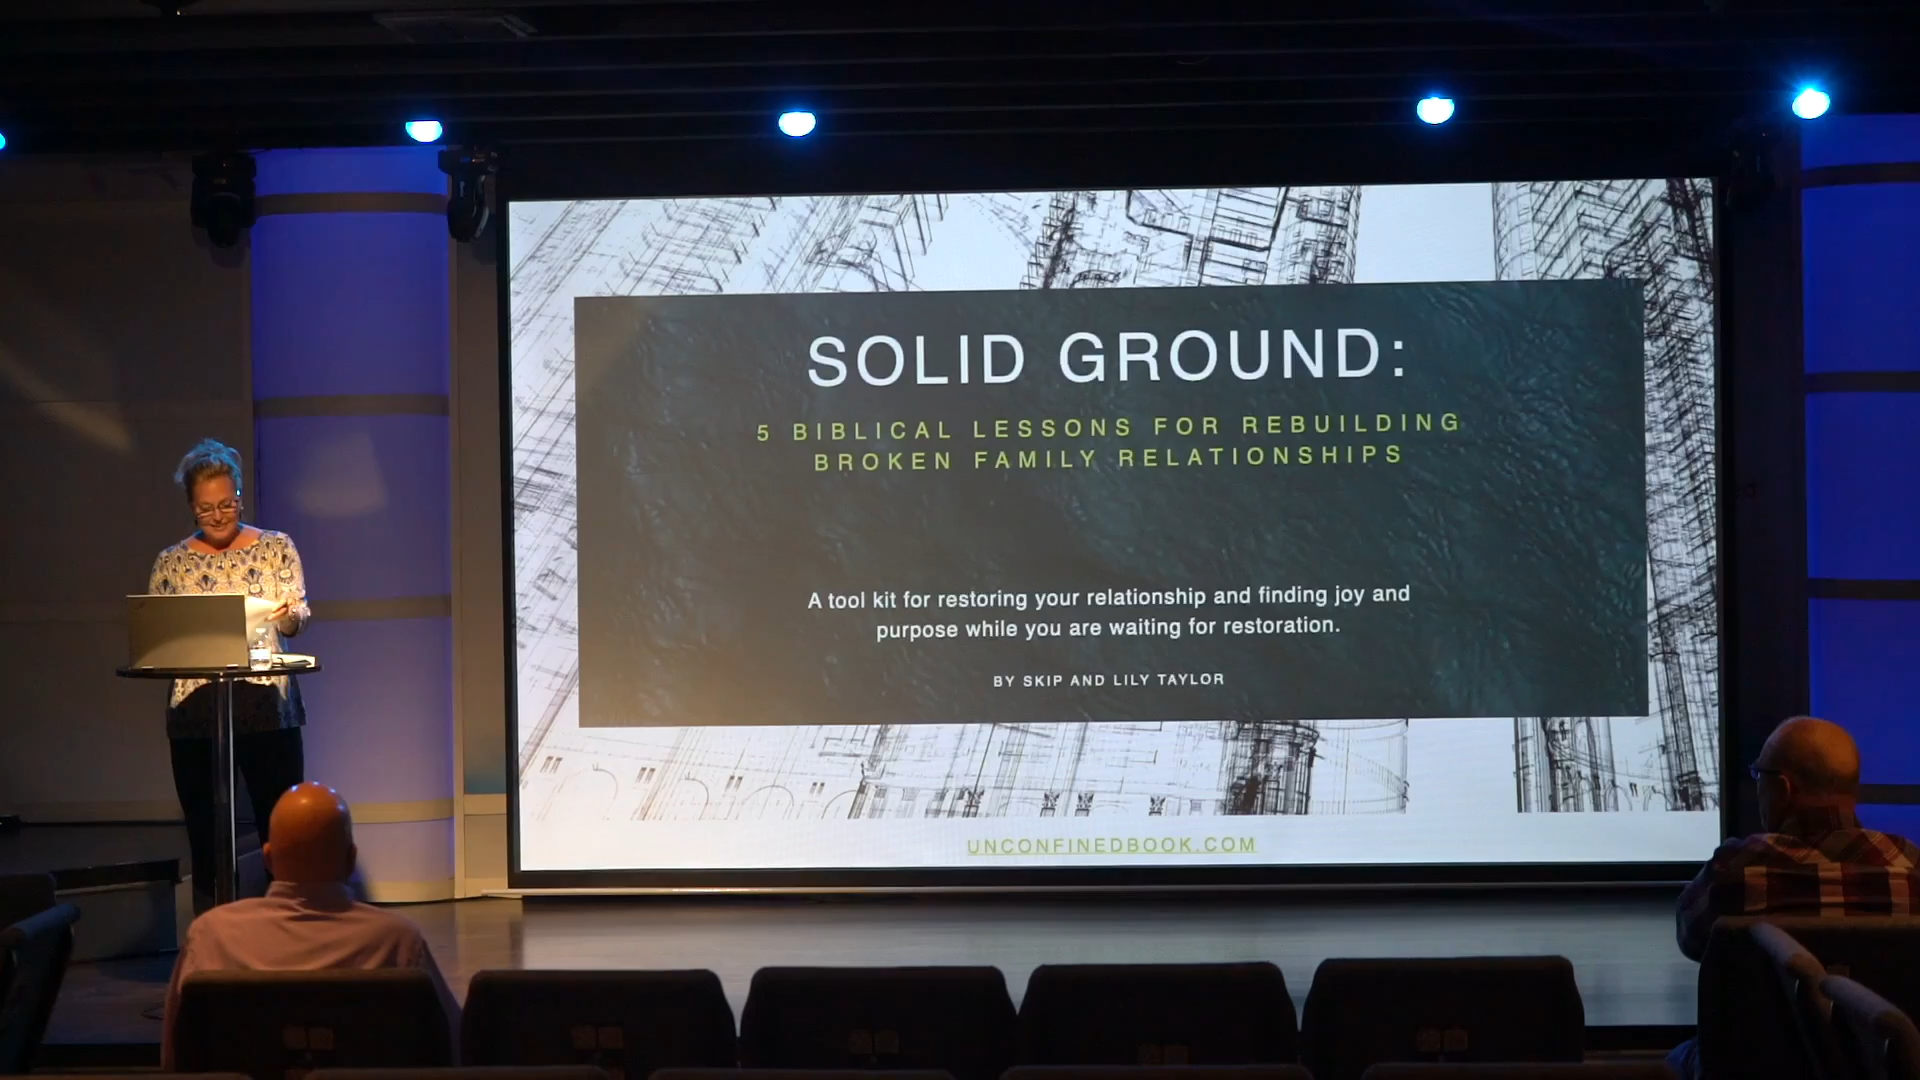 SOLID GROUND:
5 BIBLICAL LESSONS FOR REBUILDING
BROKEN FAMILY RELATIONSHIPS
A tool kit for restoring your relationship and finding joy and
purpose while you are waiting for restoration.
BY SKIP AND LILY TAYLOR
UNCONFINEDBOOK.COM